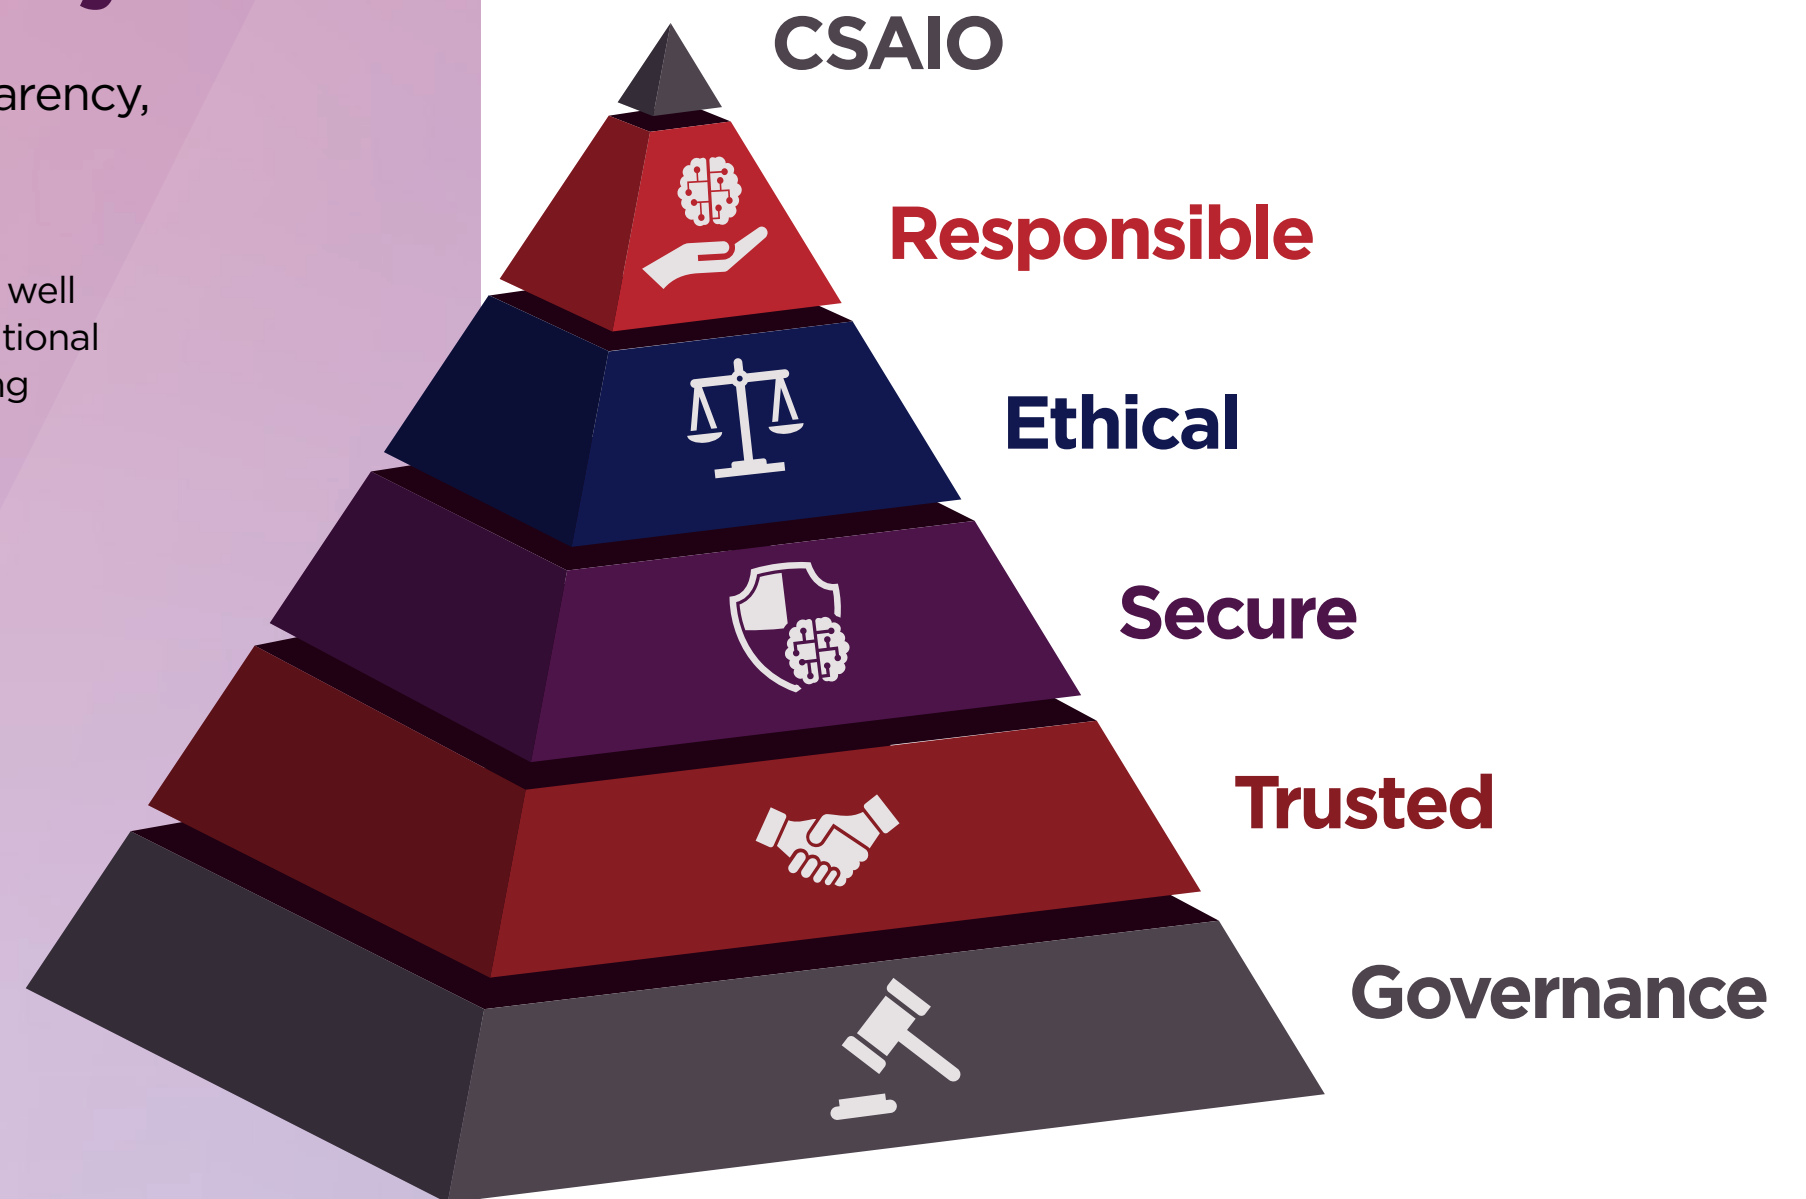 arency,
well
tional
CSAIO
Responsible
Ethical
Secure
Trusted
Governance